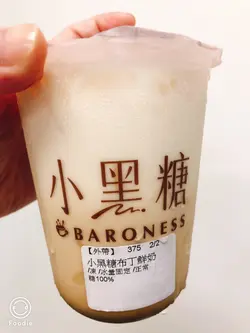 小黑糖
BARONESS
【外帶】 375 2/2
小黑糖布丁鮮奶
/凍 /冰量固定 /正常
糖100%
Foodie